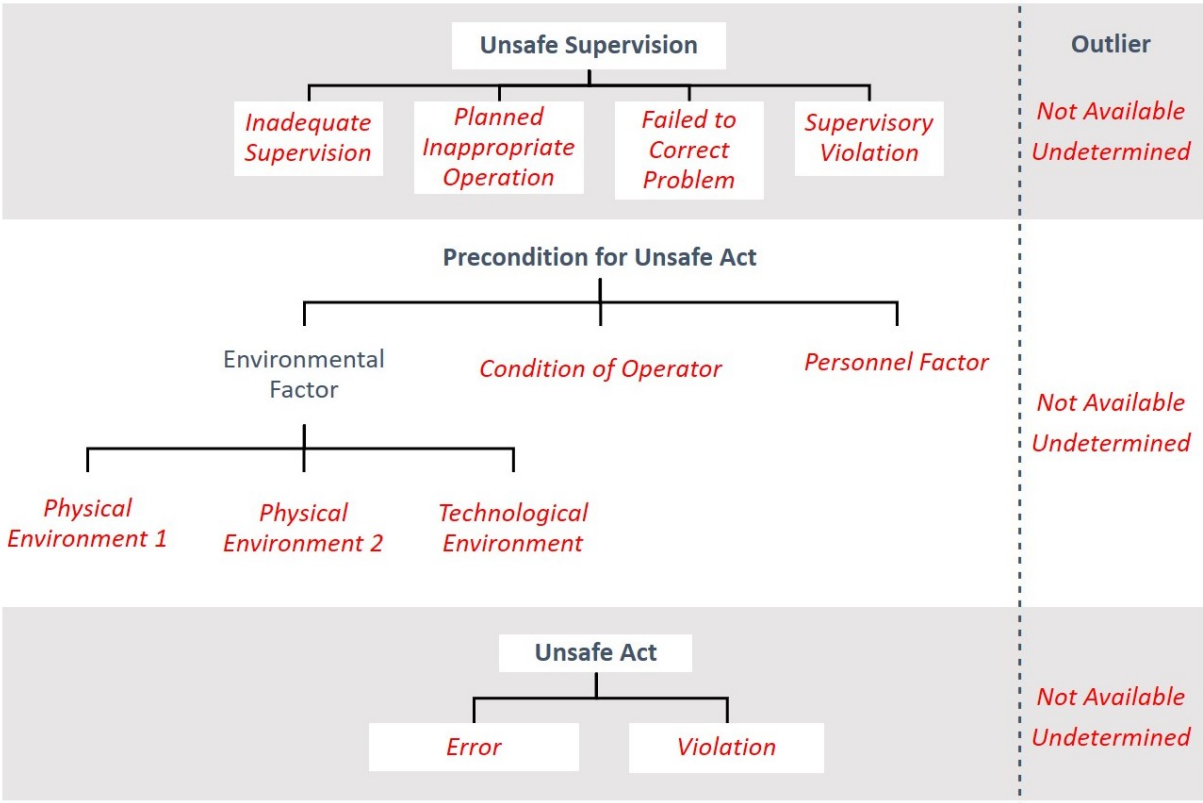 Unsafe Supervision
Outlier
Inadequate
Supervision
Planned
Inappropriate
Operation
Failed to
Correct
Problem
Supervisory
Violation
Not Available
Undetermined
Precondition for Unsafe Act
Environmental
Factor
Condition of Operator
Personnel Factor
Not Available
Undetermined
Physical
Environment 1
Physical
Environment 2
Technological
Environment
Unsafe Act
Error
Violation
Not Available
Undetermined